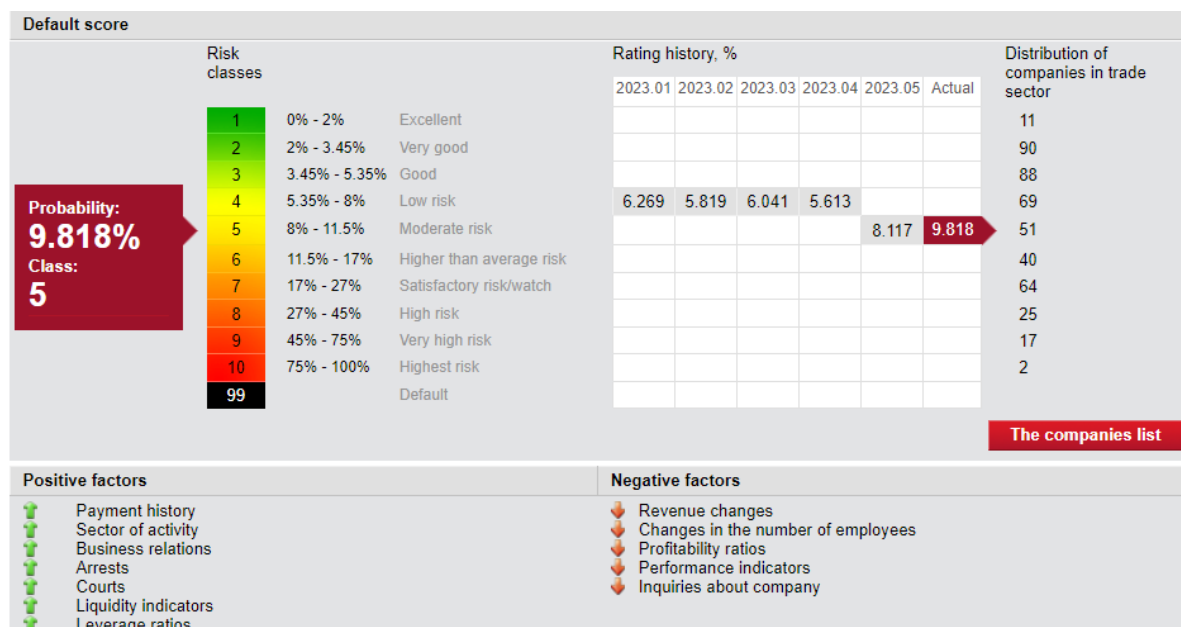 Default score
Risk classes
Rating history, %
Distribution of companies in trade sector
2023.01 2023.02 2023.03 2023.04 2023.05 Actual
1 0% - 2% Excellent 11
2 2% - 3.45% Very good 90
3 3.45% - 5.35% Good 88
4 5.35% - 8% Low risk 6.269 5.819 6.041 5.613 69
Probability:
9.818%
Class:
5
5 8% - 11.5% Moderate risk 8.117 9.818 51
6 11.5% - 17% Higher than average risk 40
7 17% - 27% Satisfactory risk/watch 64
8 27% - 45% High risk 25
9 45% - 75% Very high risk 17
10 75% - 100% Highest risk 2
99 Default
The companies list
Positive factors
Payment history
Sector of activity
Business relations
Arrests
Courts
Liquidity indicators
Leverage ratios
Negative factors
Revenue changes
Changes in the number of employees
Profitability ratios
Performance indicators
Inquiries about company